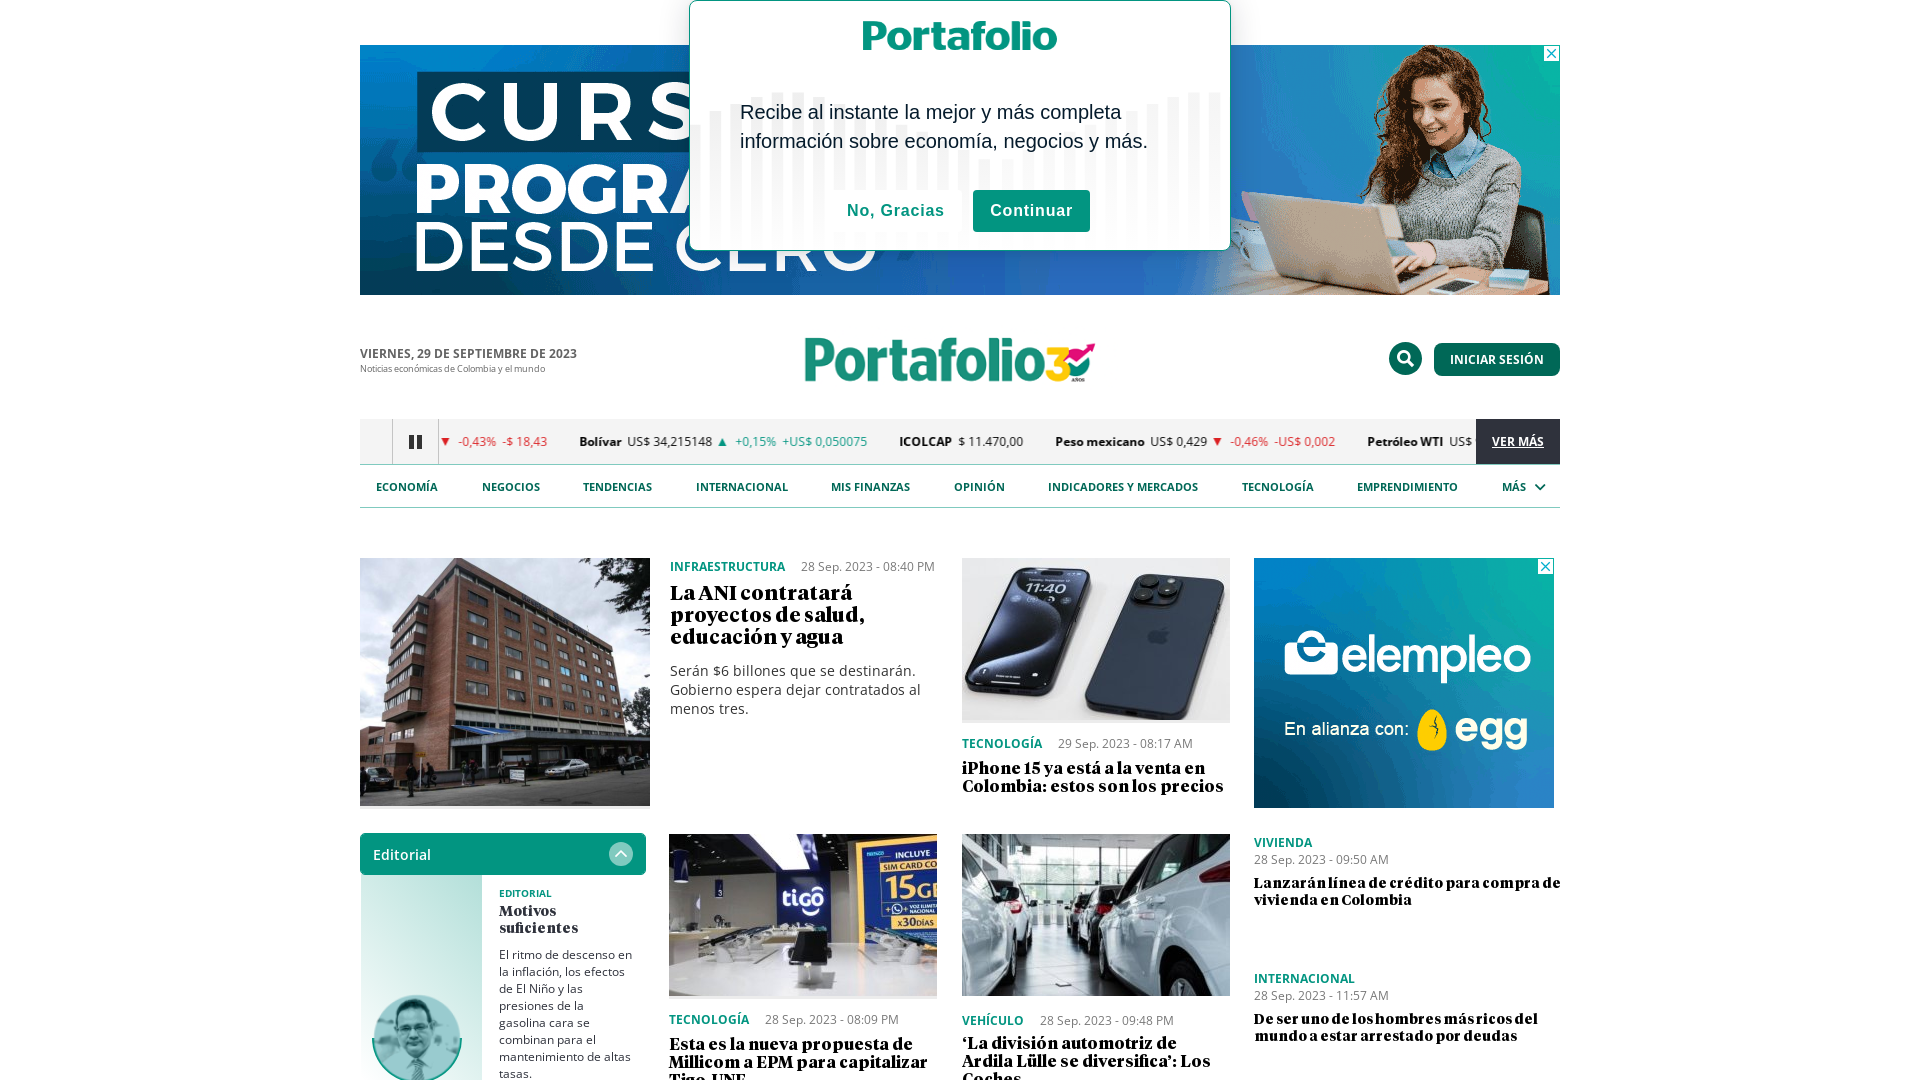 Portafolio
Recibe al instante la mejor y más completa
información sobre economía, negocios y más.
No, Gracias
Continuar
CURS
PROGRA
DESDE CERO
VIERNES, 29 DE SEPTIEMBRE DE 2023
Noticias económicas de Colombia y el mundo
Portafolio 30
AÑOS
INICIAR SESIÓN
-0,43% -$ 18,43
Bolívar US$ 34,215148 ▲ +0,15% +US$ 0,050075
ICOLCAP $ 11.470,00
Peso mexicano US$ 0,429 ▼ -0,46% -US$ 0,002
Petróleo WTI US$
VER MÁS
ECONOMÍA
NEGOCIOS
TENDENCIAS
INTERNACIONAL
MIS FINANZAS
OPINIÓN
INDICADORES Y MERCADOS
TECNOLOGÍA
EMPRENDIMIENTO
MÁS
INFRAESTRUCTURA 28 Sep. 2023 - 08:40 PM
La ANI contratará
proyectos de salud,
educación y agua
Serán $6 billones que se destinarán.
Gobierno espera dejar contratados al
menos tres.
11:40
TECNOLOGÍA 29 Sep. 2023 - 08:17 AM
iPhone 15 ya está a la venta en
Colombia: estos son los precios
elempleo
En alianza con: egg
Editorial
EDITORIAL
Motivos
suficientes
El ritmo de descenso en
la inflación, los efectos
de El Niño y las
presiones de la
gasolina cara se
combinan para el
mantenimiento de altas
tasas.
tigo
INCLUYE
SIM CARD CO
15GB
x30DÍAS
TECNOLOGÍA 28 Sep. 2023 - 08:09 PM
Esta es la nueva propuesta de
Millicom a EPM para capitalizar
Tigo-UNE
VEHÍCULO 28 Sep. 2023 - 09:48 PM
‘La división automotriz de
Ardila Lülle se diversifica’: Los
Coches
VIVIENDA
28 Sep. 2023 - 09:50 AM
Lanzarán línea de crédito para compra de
vivienda en Colombia
INTERNACIONAL
28 Sep. 2023 - 11:57 AM
De ser uno de los hombres más ricos del
mundo a estar arrestado por deudas